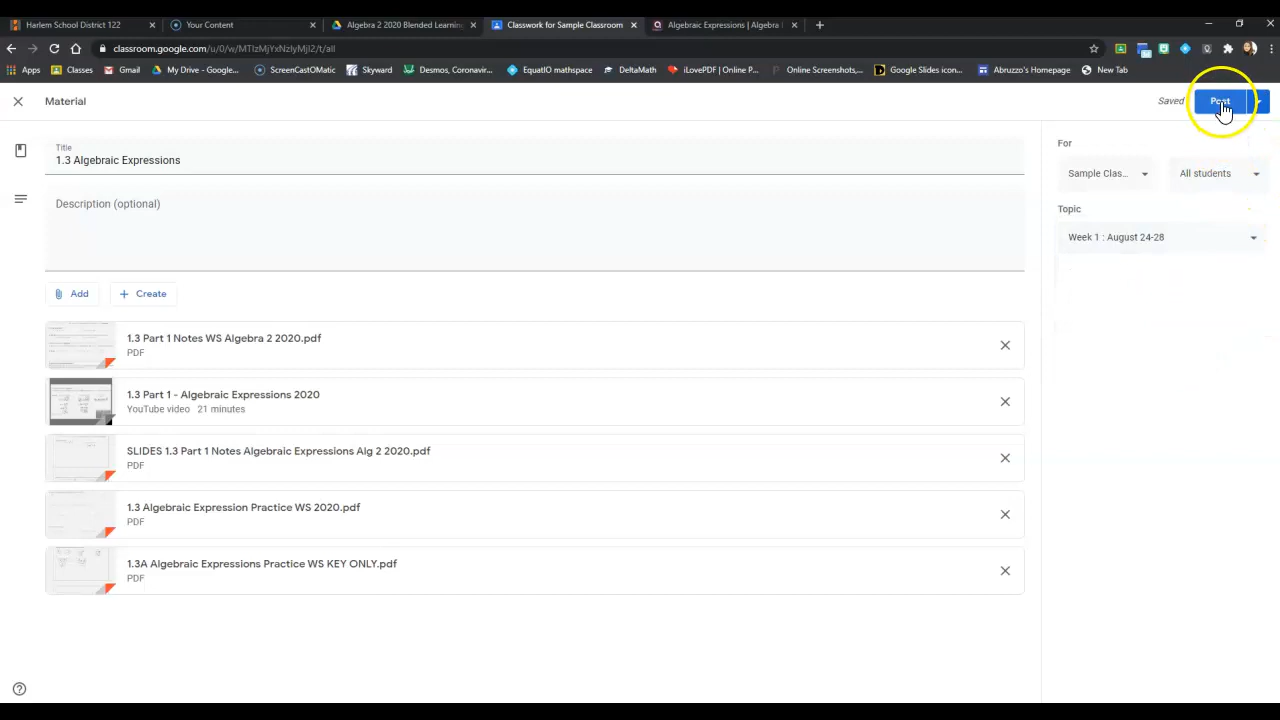 Harlem School District 122
Your Content
Algebra 2 2020 Blended Learning
Classwork for Sample Classroom
Algebraic Expressions | Algebra
classroom.google.com/u/0/w/MTIzMjYxNzIyMjI2/t/all
Apps
Classes
Gmail
My Drive - Google...
ScreenCastOMatic
Skyward
Desmos, Coronavir...
EquatIO mathspace
DeltaMath
iLovePDF | Online P...
Online Screenshots,...
Google Slides icon...
Abruzzo's Homepage
New Tab
Material
Saved
Post
Title
1.3 Algebraic Expressions
Description (optional)
Add
Create
1.3 Part 1 Notes WS Algebra 2 2020.pdf
PDF
1.3 Part 1 - Algebraic Expressions 2020
YouTube video 21 minutes
SLIDES 1.3 Part 1 Notes Algebraic Expressions Alg 2 2020.pdf
PDF
1.3 Algebraic Expression Practice WS 2020.pdf
PDF
1.3A Algebraic Expressions Practice WS KEY ONLY.pdf
PDF
For
Sample Clas...
All students
Topic
Week 1 : August 24-28